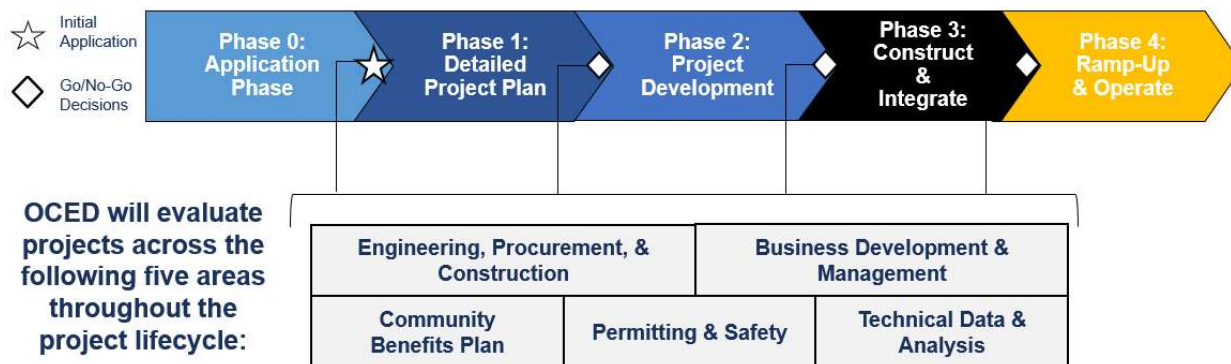 Initial
Application
Go/No-Go
Decisions
Phase 0:
Application
Phase
Phase 1:
Detailed
Project Plan
Phase 2:
Project
Development
Phase 3:
Construct
&
Integrate
Phase 4:
Ramp-Up
& Operate
OCED will evaluate
projects across the
following five areas
throughout the
project lifecycle:
Engineering, Procurement, &
Construction
Business Development &
Management
Community
Benefits Plan
Permitting & Safety
Technical Data &
Analysis